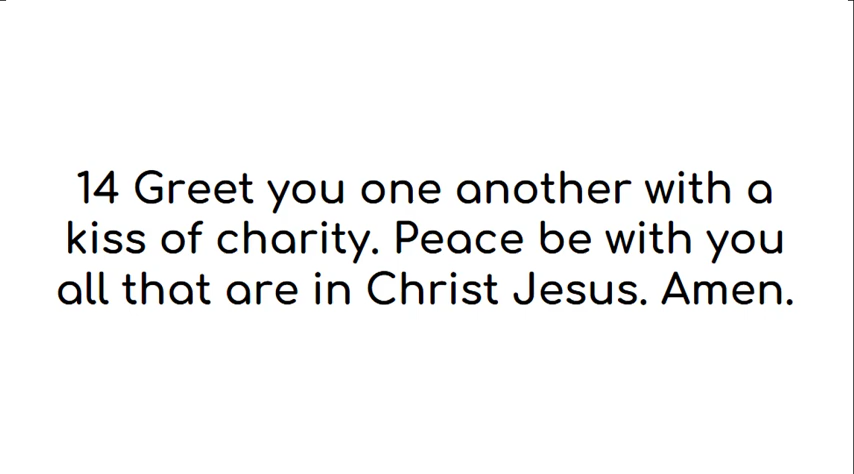 14 Greet you one another with a
kiss of charity. Peace be with you
all that are in Christ Jesus. Amen.